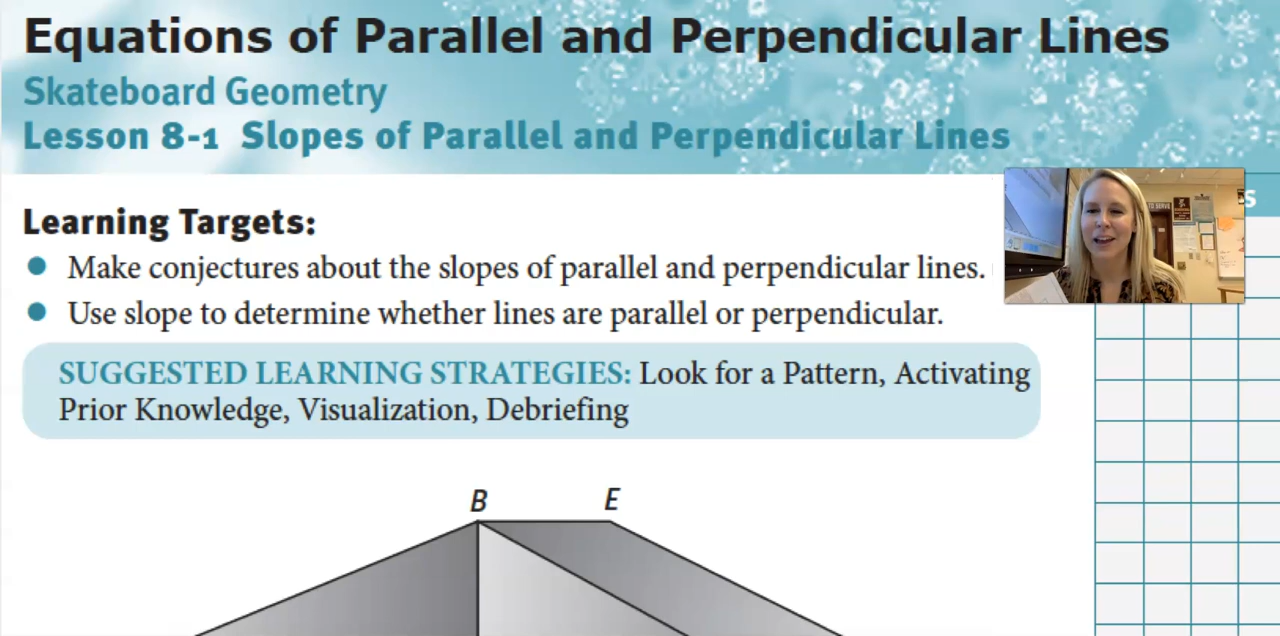 Equations of Parallel and Perpendicular Lines
Skateboard Geometry
Lesson 8-1 Slopes of Parallel and Perpendicular Lines
Learning Targets:
Make conjectures about the slopes of parallel and perpendicular lines.
Use slope to determine whether lines are parallel or perpendicular.
SUGGESTED LEARNING STRATEGIES: Look for a Pattern, Activating
Prior Knowledge, Visualization, Debriefing
B E